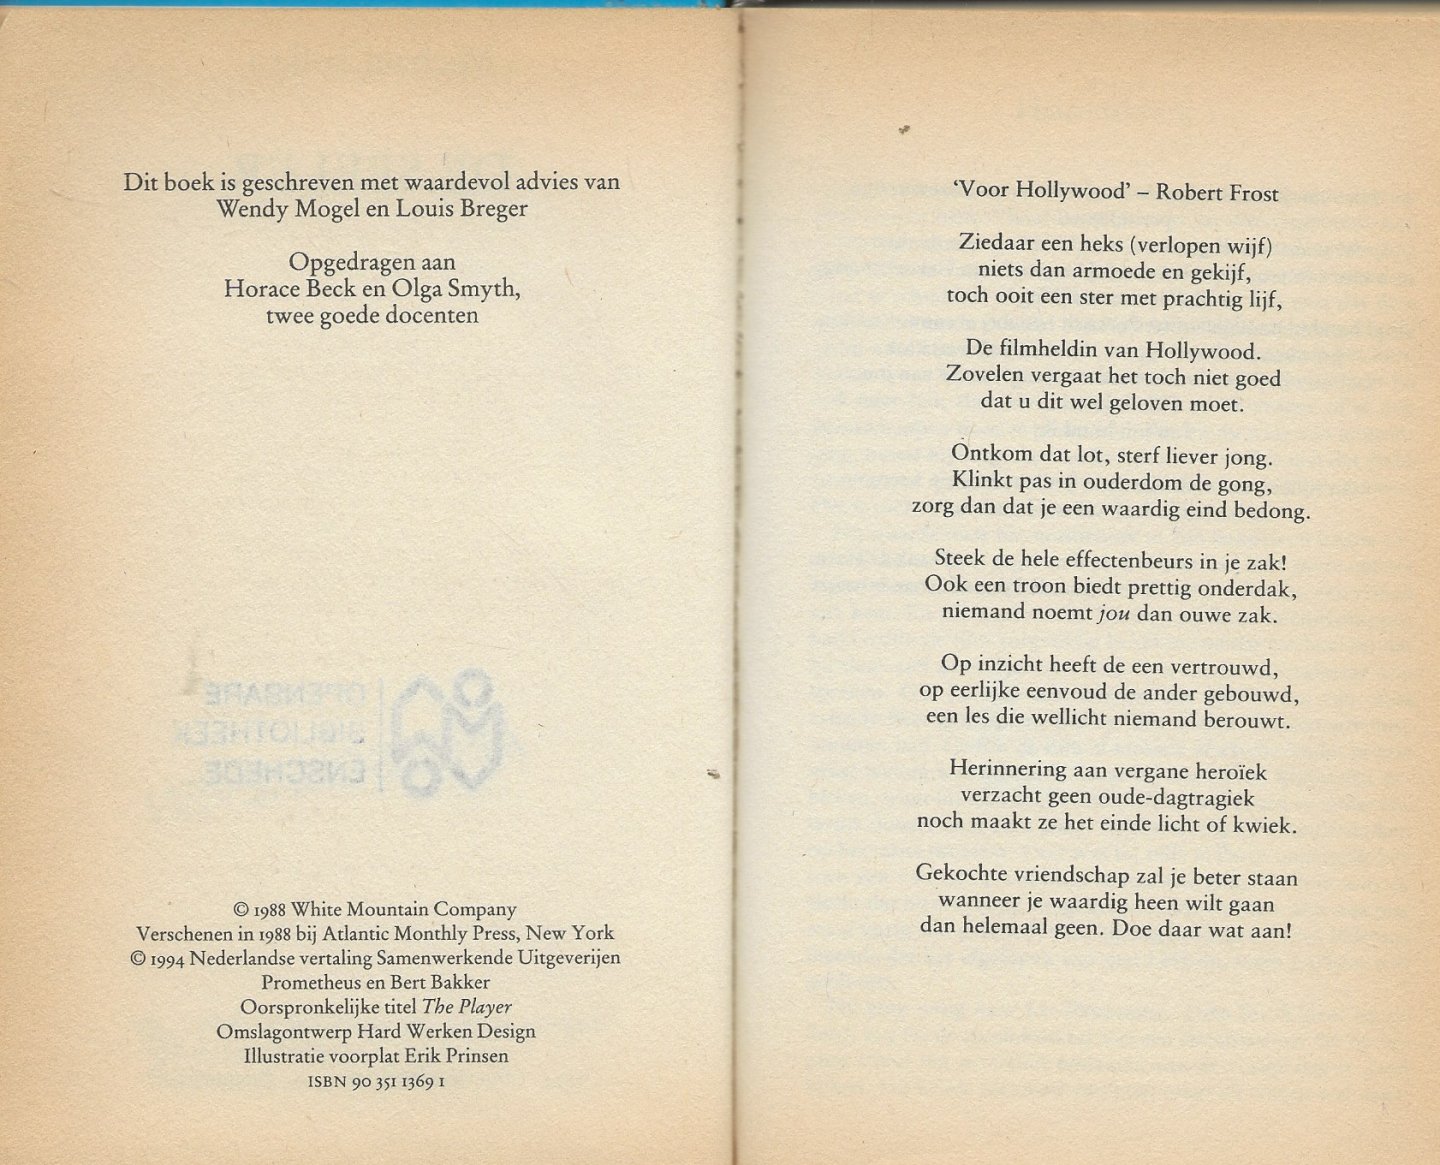 Dit boek is geschreven met waardevol advies van
Wendy Mogel en Louis Breger
Opgedragen aan
Horace Beck en Olga Smyth,
twee goede docenten
OPENBARE
BIBLIOTHEEK
ENSCHEDE
© 1988 White Mountain Company
Verschenen in 1988 bij Atlantic Monthly Press, New York
© 1994 Nederlandse vertaling Samenwerkende Uitgeverijen
Prometheus en Bert Bakker
Oorspronkelijke titel The Player
Omslagontwerp Hard Werken Design
Illustratie voorplat Erik Prinsen
ISBN 90 351 1369 1
‘Voor Hollywood’ – Robert Frost
Ziedaar een heks (verlopen wijf)
niets dan armoede en gekijf,
toch ooit een ster met prachtig lijf,
De filmheldin van Hollywood.
Zovelen vergaat het toch niet goed
dat u dit wel geloven moet.
Ontkom dat lot, sterf liever jong.
Klinkt pas in ouderdom de gong,
zorg dan dat je een waardig eind bedong.
Steek de hele effectenbeurs in je zak!
Ook een troon biedt prettig onderdak,
niemand noemt jou dan ouwe zak.
Op inzicht heeft de een vertrouwd,
op eerlijke eenvoud de ander gebouwd,
een les die wellicht niemand berouwt.
Herinnering aan vergane heroïek
verzacht geen oude-dagtragiek
noch maakt ze het einde licht of kwiek.
Gekochte vriendschap zal je beter staan
wanneer je waardig heen wilt gaan
dan helemaal geen. Doe daar wat aan!